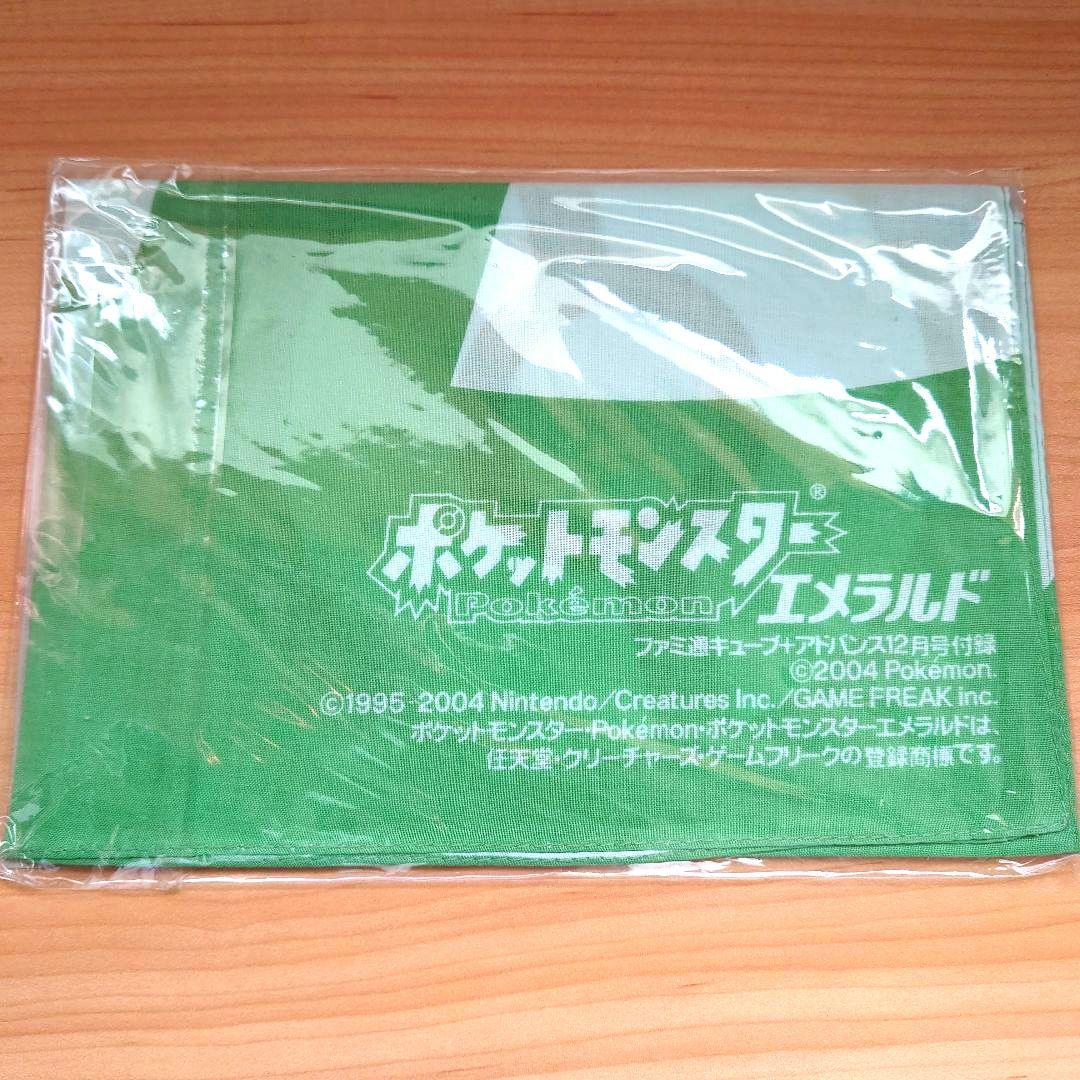 ポケットモンスター®
Pokémon エメラルド
ファミ通キューブ+アドバンス12月号付録
©2004 Pokémon.
©1995-2004 Nintendo/Creatures Inc./GAME FREAK inc.
ポケットモンスター・Pokémon・ポケットモンスターエメラルドは、
任天堂・クリーチャーズ・ゲームフリークの登録商標です。